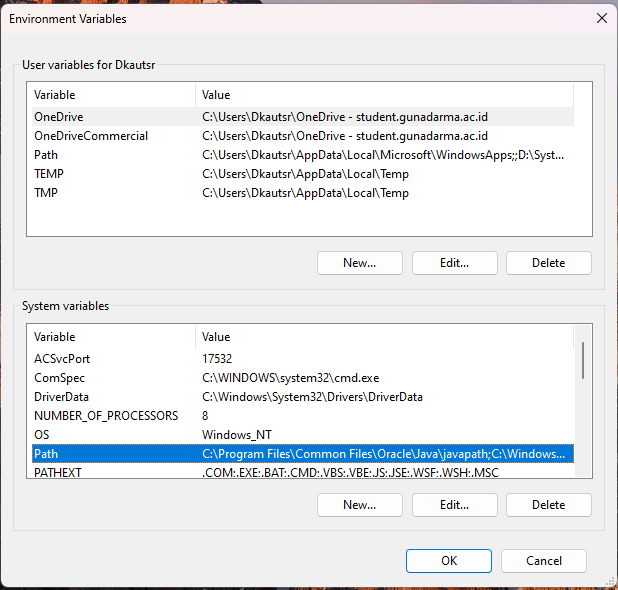 Environment Variables
User variables for Dkautsr
Variable Value
OneDrive C:\Users\Dkautsr\OneDrive - student.gunadarma.ac.id
OneDriveCommercial C:\Users\Dkautsr\OneDrive - student.gunadarma.ac.id
Path C:\Users\Dkautsr\AppData\Local\Microsoft\WindowsApps;;D:\Syst...
TEMP C:\Users\Dkautsr\AppData\Local\Temp
TMP C:\Users\Dkautsr\AppData\Local\Temp
New... Edit... Delete
System variables
Variable Value
ACSvcPort 17532
ComSpec C:\WINDOWS\system32\cmd.exe
DriverData C:\Windows\System32\Drivers\DriverData
NUMBER_OF_PROCESSORS 8
OS Windows_NT
Path C:\Program Files\Common Files\Oracle\Java\javapath;C:\Windows...
PATHEXT .COM;.EXE;.BAT;.CMD;.VBS;.VBE;.JS;.JSE;.WSF;.WSH;.MSC
New... Edit... Delete
OK Cancel